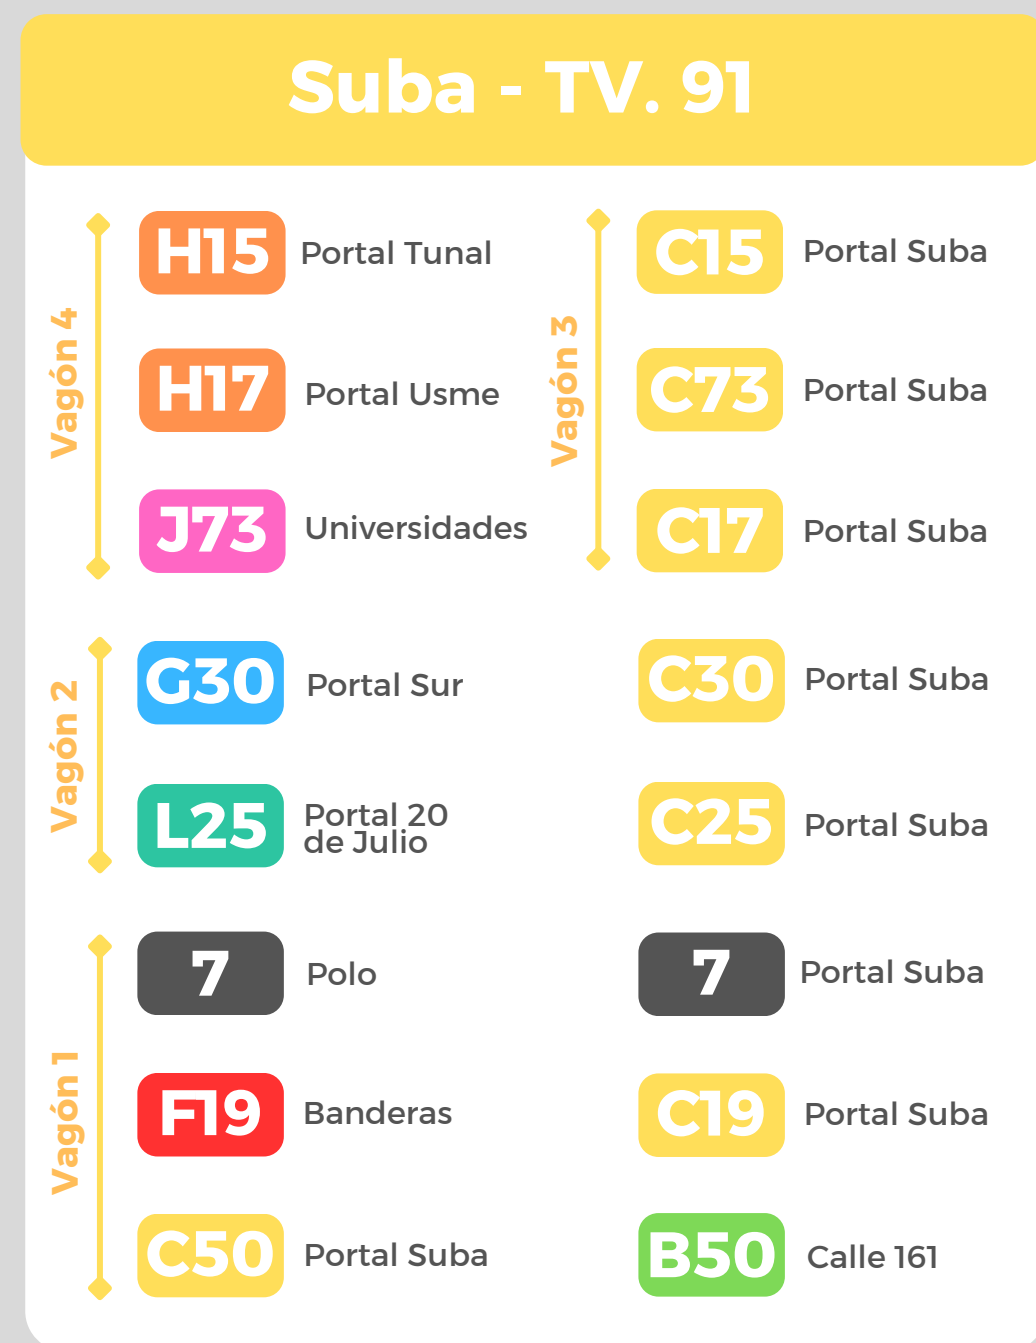 Suba - TV. 91
Vagón 4
H15 Portal Tunal
H17 Portal Usme
J73 Universidades
Vagón 3
C15 Portal Suba
C73 Portal Suba
C17 Portal Suba
Vagón 2
G30 Portal Sur
C30 Portal Suba
L25 Portal 20
de Julio
C25 Portal Suba
Vagón 1
7 Polo
7 Portal Suba
F19 Banderas
C19 Portal Suba
C50 Portal Suba
B50 Calle 161